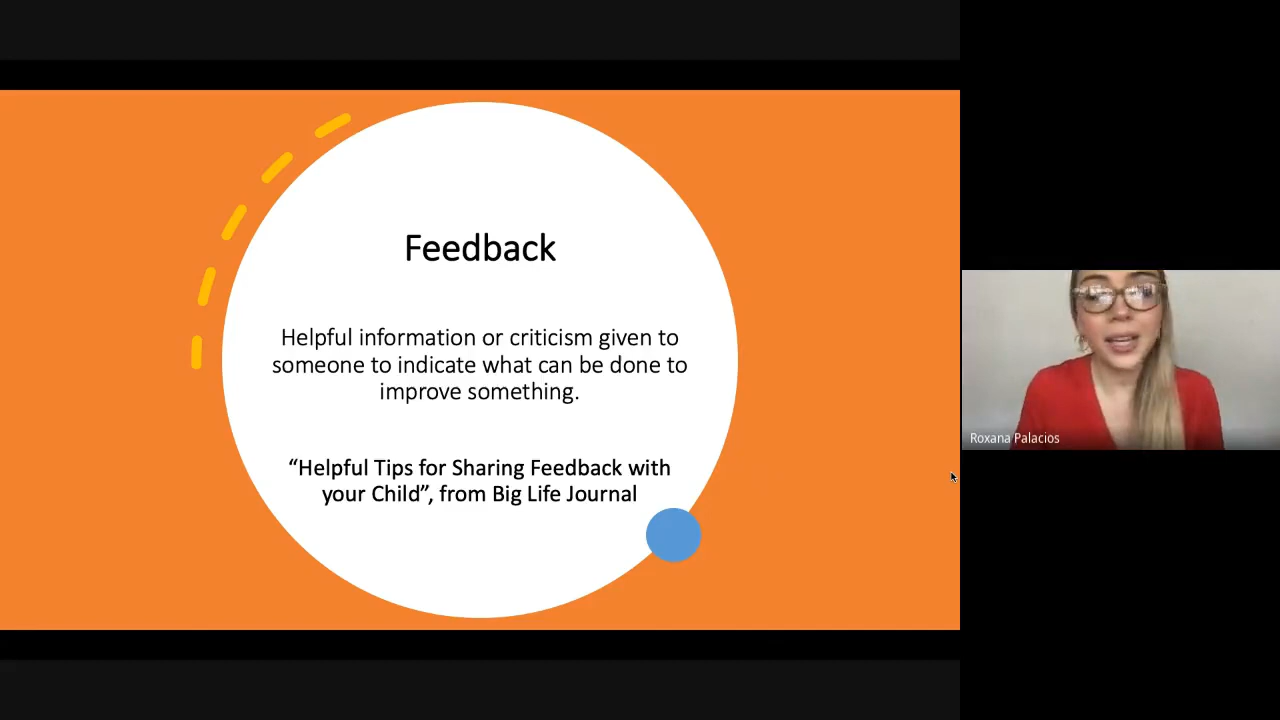 Feedback
Helpful information or criticism given to
someone to indicate what can be done to
improve something.
“Helpful Tips for Sharing Feedback with
your Child”, from Big Life Journal
Roxana Palacios